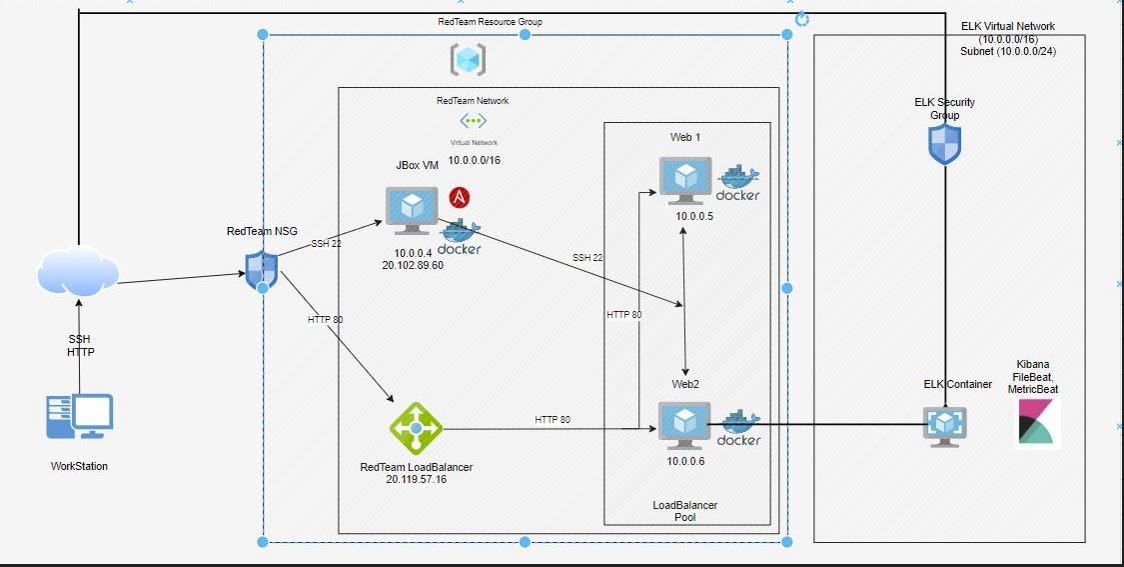 RedTeam Resource Group
ELK Virtual Network
(10.0.0.0/16)
Subnet (10.0.0.0/24)
RedTeam Network
Virtual Network
10.0.0.0/16
ELK Security
Group
JBox VM
10.0.0.4
20.102.89.60
docker
Web 1
docker
10.0.0.5
RedTeam NSG
SSH 22
SSH 22
HTTP 80
HTTP 80
SSH
HTTP
WorkStation
RedTeam LoadBalancer
20.119.57.16
HTTP 80
Web2
docker
10.0.0.6
LoadBalancer
Pool
ELK Container
Kibana
FileBeat,
MetricBeat